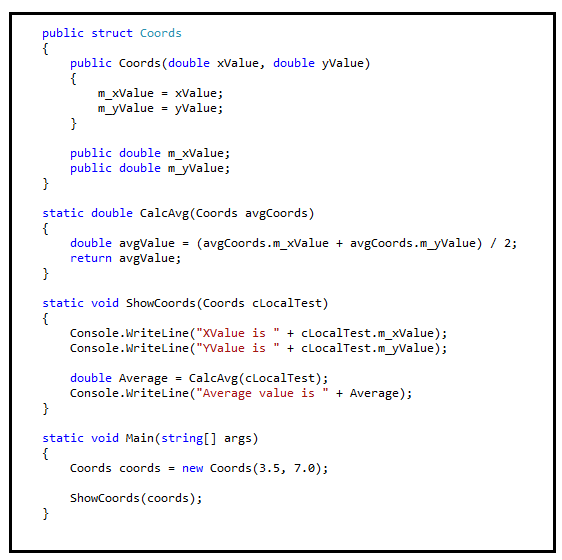 public struct Coords
{
    public Coords(double xValue, double yValue)
    {
        m_xValue = xValue;
        m_yValue = yValue;
    }

    public double m_xValue;
    public double m_yValue;
}

static double CalcAvg(Coords avgCoords)
{
    double avgValue = (avgCoords.m_xValue + avgCoords.m_yValue) / 2;
    return avgValue;
}

static void ShowCoords(Coords cLocalTest)
{
    Console.WriteLine("XValue is " + cLocalTest.m_xValue);
    Console.WriteLine("YValue is " + cLocalTest.m_yValue);

    double Average = CalcAvg(cLocalTest);
    Console.WriteLine("Average value is " + Average);
}

static void Main(string[] args)
{
    Coords coords = new Coords(3.5, 7.0);

    ShowCoords(coords);
}